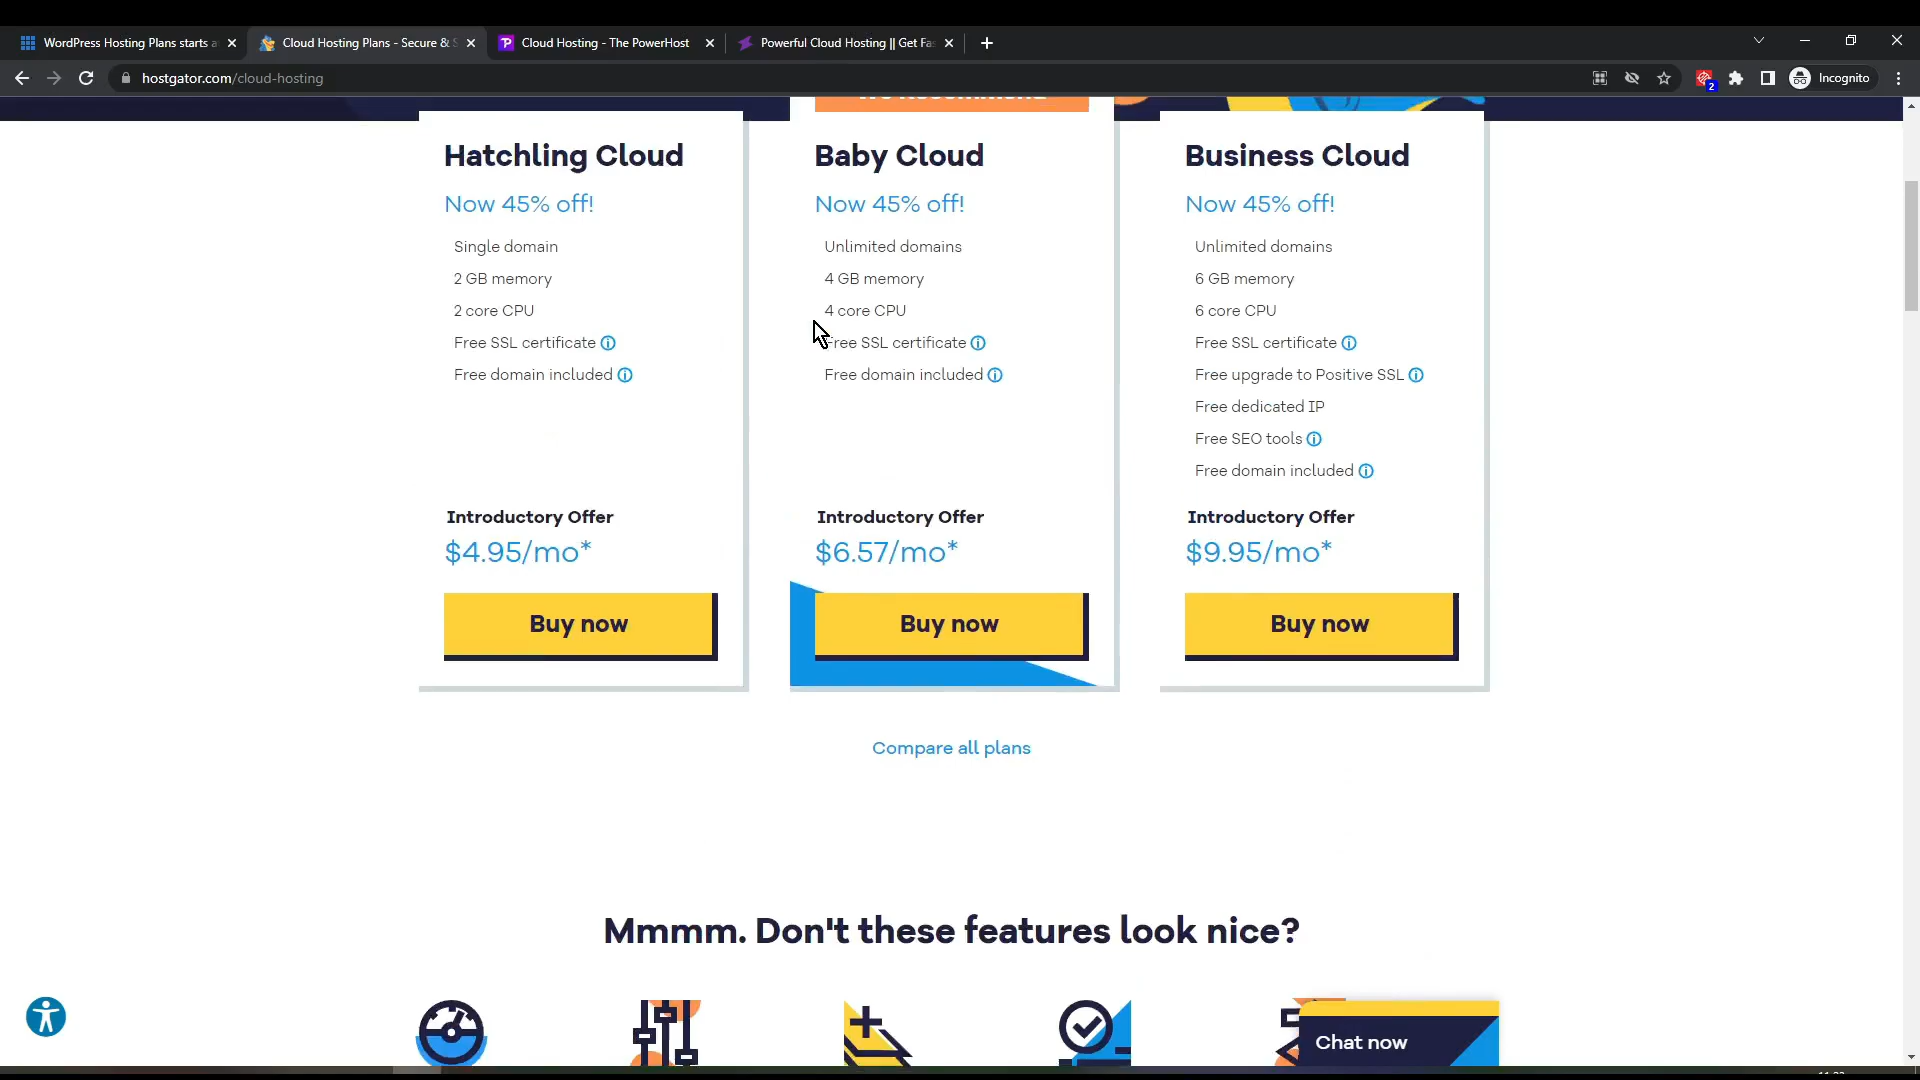 WordPress Hosting Plans starts a
Cloud Hosting Plans - Secure & S
Cloud Hosting - The PowerHost
Powerful Cloud Hosting || Get Fas
hostgator.com/cloud-hosting
2
Incognito
Hatchling Cloud
Now 45% off!
Single domain
2 GB memory
2 core CPU
Free SSL certificate
Free domain included
Introductory Offer
$4.95/mo*
Buy now
Baby Cloud
Now 45% off!
Unlimited domains
4 GB memory
4 core CPU
Free SSL certificate
Free domain included
Introductory Offer
$6.57/mo*
Buy now
Business Cloud
Now 45% off!
Unlimited domains
6 GB memory
6 core CPU
Free SSL certificate
Free upgrade to Positive SSL
Free dedicated IP
Free SEO tools
Free domain included
Introductory Offer
$9.95/mo*
Buy now
Compare all plans
Mmmm. Don't these features look nice?
Chat now